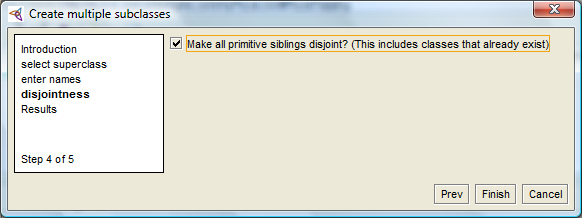 Create multiple subclasses
Introduction
select superclass
enter names
disjointness
Results
Step 4 of 5
Make all primitive siblings disjoint? (This includes classes that already exist)
Prev
Finish
Cancel